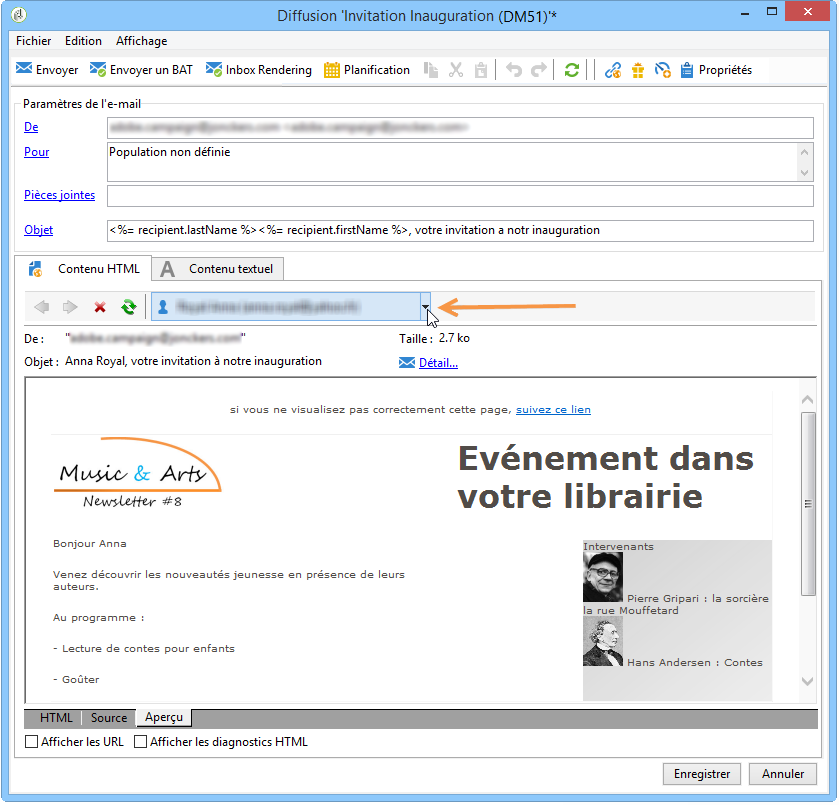 Diffusion 'Invitation Inauguration (DM51)'*
Fichier Edition Affichage
Envoyer Envoyer un BAT Inbox Rendering Planification Propriétés
Paramètres de l'e-mail
De
Pour Population non définie
Pièces jointes
Objet <%= recipient.lastName %><%= recipient.firstName %>, votre invitation a notr inauguration
Contenu HTML Contenu textuel
De : Taille : 2.7 ko
Objet : Anna Royal, votre invitation à notre inauguration Détail...
si vous ne visualisez pas correctement cette page, suivez ce lien
Music & Arts
Newsletter #8
Evénement dans
votre librairie
Bonjour Anna
Venez découvrir les nouveautés jeunesse en présence de leurs
auteurs.
Au programme :
- Lecture de contes pour enfants
- Goûter
Intervenants
Pierre Gripari : la sorcière
la rue Mouffetard
Hans Andersen : Contes
HTML Source Aperçu
Afficher les URL Afficher les diagnostics HTML
Enregistrer Annuler